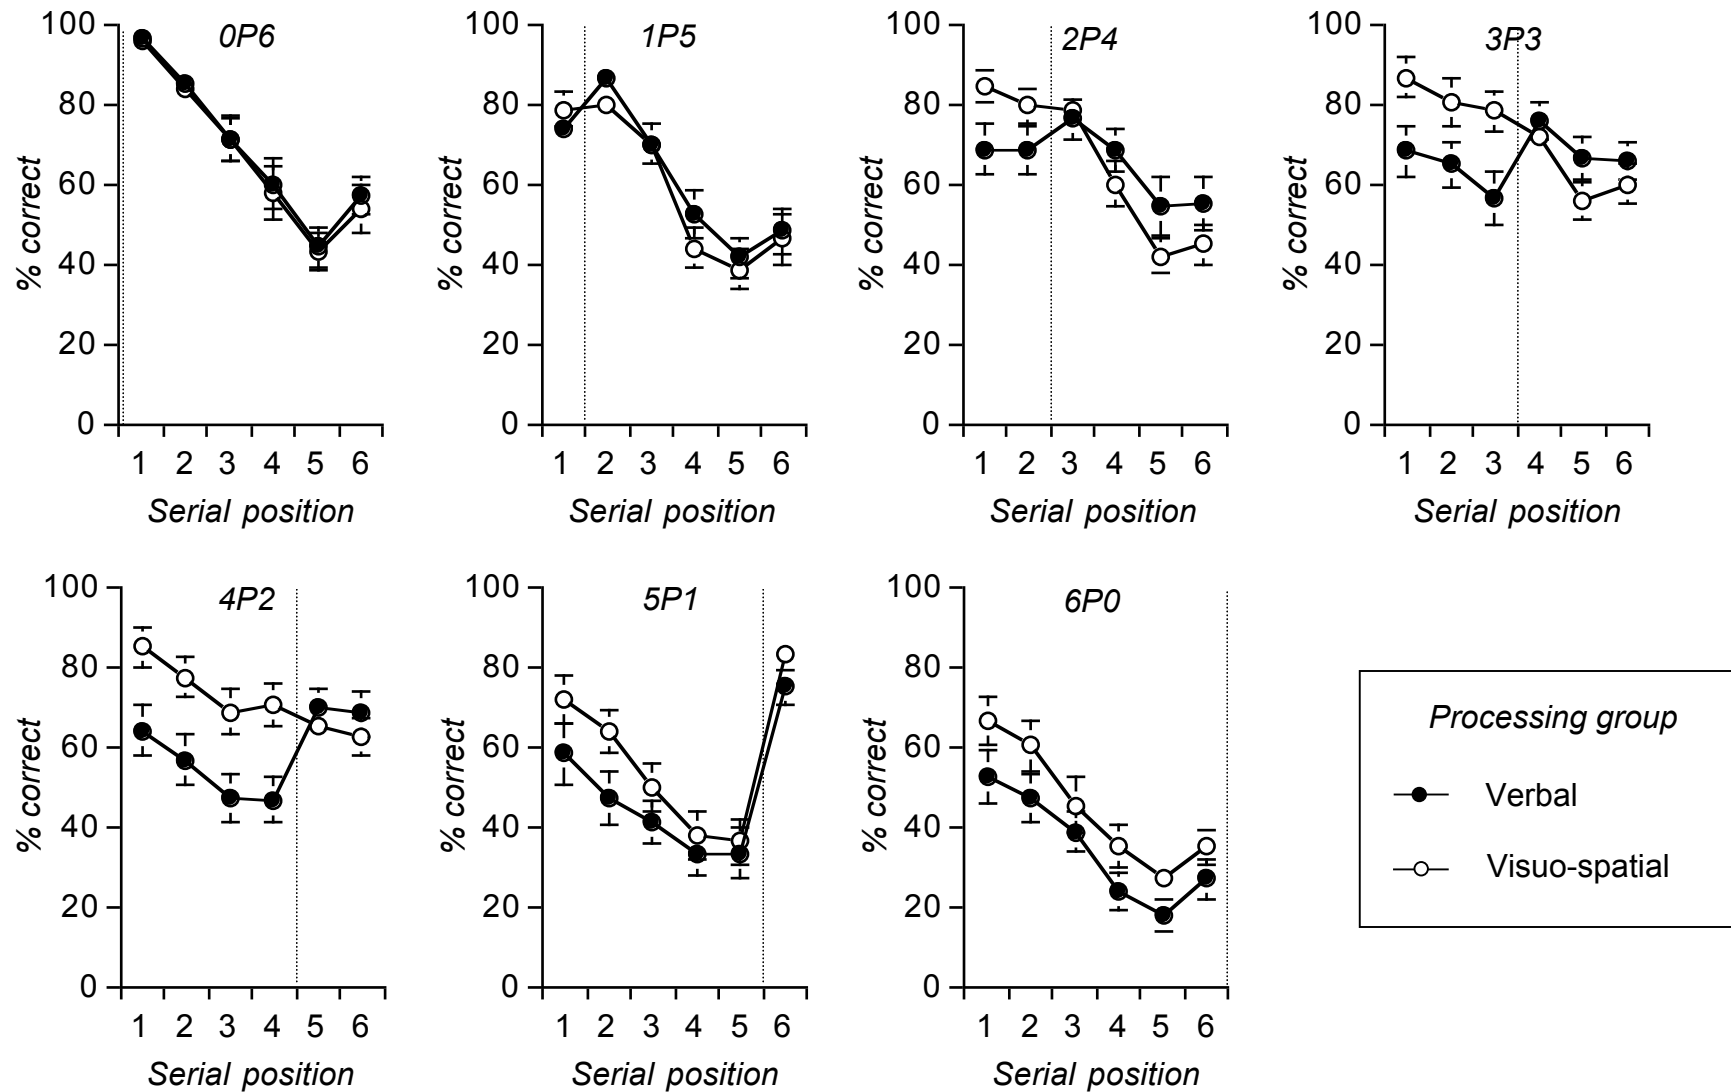 0P6
100
80
60
40
20
0
% correct
1 2 3 4 5 6
Serial position
1P5
100
80
60
40
20
0
% correct
1 2 3 4 5 6
Serial position
2P4
100
80
60
40
20
0
% correct
1 2 3 4 5 6
Serial position
3P3
100
80
60
40
20
0
% correct
1 2 3 4 5 6
Serial position
4P2
100
80
60
40
20
0
% correct
1 2 3 4 5 6
Serial position
5P1
100
80
60
40
20
0
% correct
1 2 3 4 5 6
Serial position
6P0
100
80
60
40
20
0
% correct
1 2 3 4 5 6
Serial position
Processing group
Verbal
Visuo-spatial